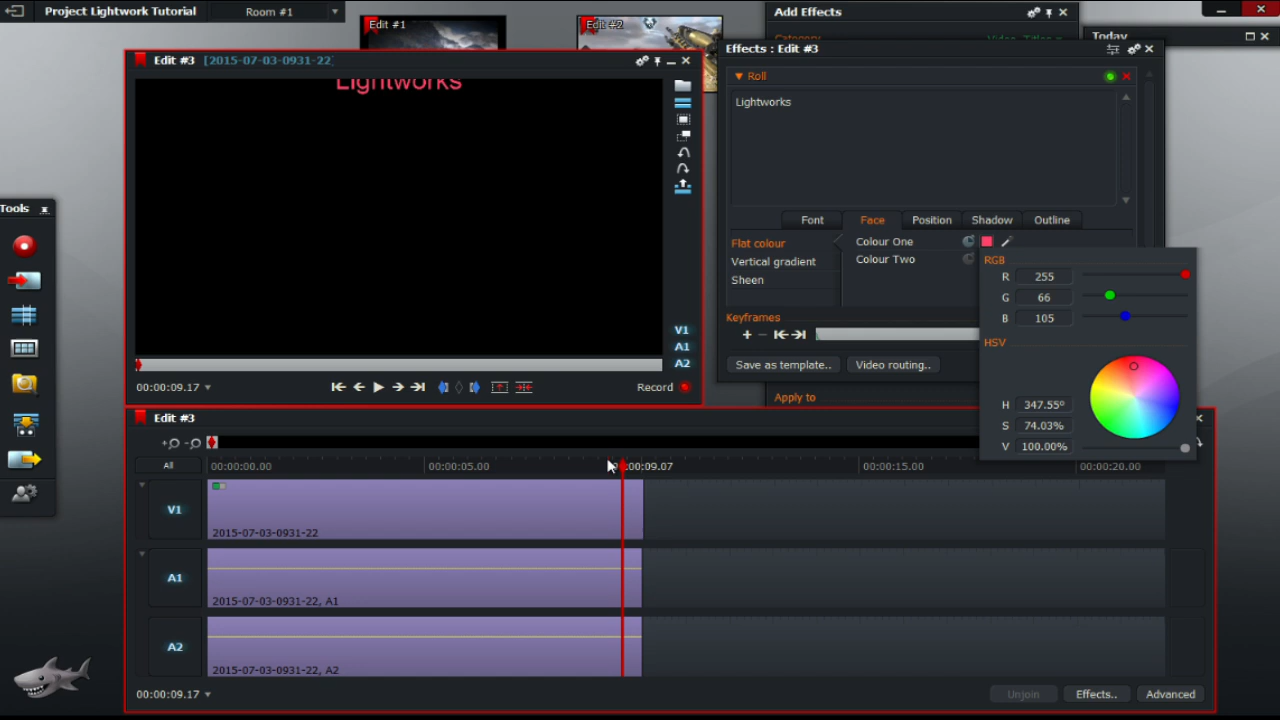 Project Lightwork Tutorial
Room #1
Edit #1
Edit #2
Add Effects
Today
Edit #3 [2015-07-03-0931-22]
Lightworks
V1
A1
A2
00:00:09.17
Record
Effects : Edit #3
Roll
Lightworks
Font
Face
Position
Shadow
Outline
Flat colour
Vertical gradient
Sheen
Colour One
Colour Two
Keyframes
Save as template..
Video routing..
Apply to
RGB
R 255
G 66
B 105
HSV
H 347.55º
S 74.03%
V 100.00%
Tools
Edit #3
All
00:00:00.00
00:00:05.00
00:09.07
00:00:15.00
00:00:20.00
V1
2015-07-03-0931-22
A1
2015-07-03-0931-22, A1
A2
2015-07-03-0931-22, A2
00:00:09.17
Unjoin
Effects..
Advanced